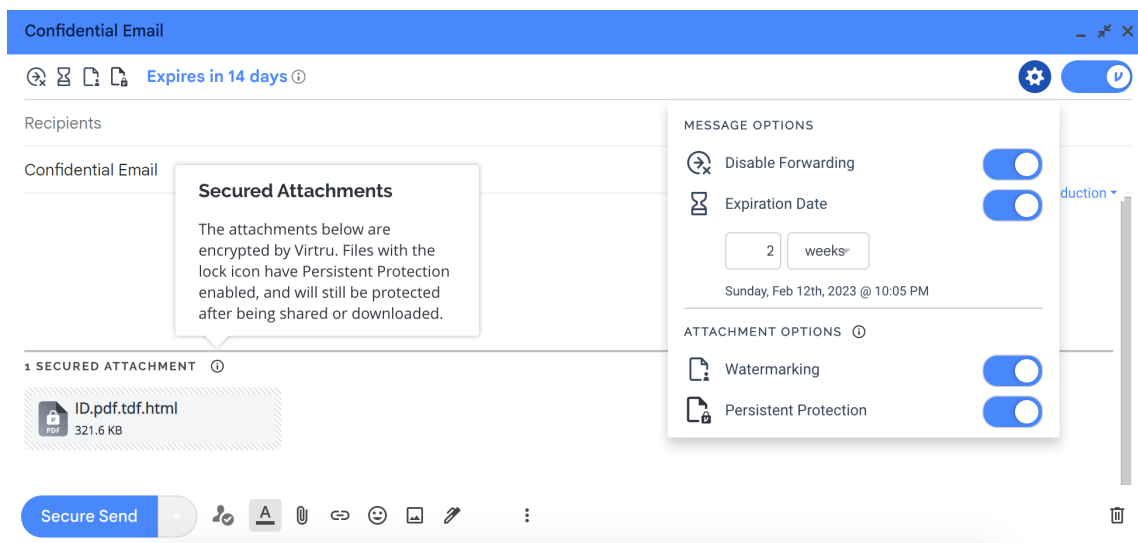 Confidential Email
Expires in 14 days
Recipients
Confidential Email
Secured Attachments
The attachments below are
encrypted by Virtru. Files with the
lock icon have Persistent Protection
enabled, and will still be protected
after being shared or downloaded.
MESSAGE OPTIONS
Disable Forwarding
Expiration Date
2 weeks
Sunday, Feb 12th, 2023 @ 10:05 PM
ATTACHMENT OPTIONS
Watermarking
Persistent Protection
duction
1 SECURED ATTACHMENT
ID.pdf.tdf.html
PDF 321.6 KB
Secure Send